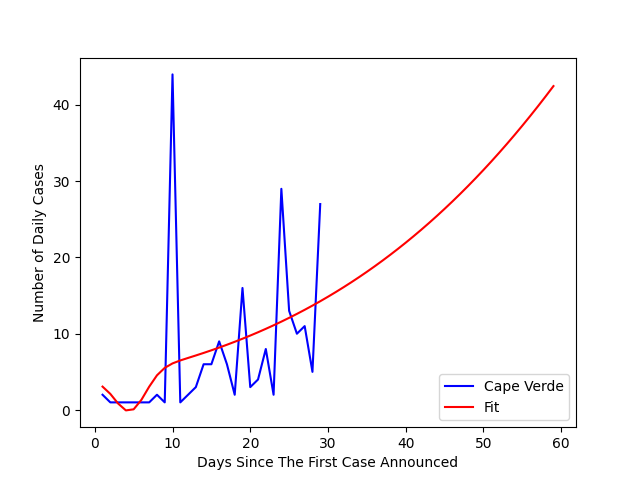 Number of Daily Cases
40
30
20
10
0
0 10 20 30 40 50 60
Days Since The First Case Announced
Cape Verde
Fit